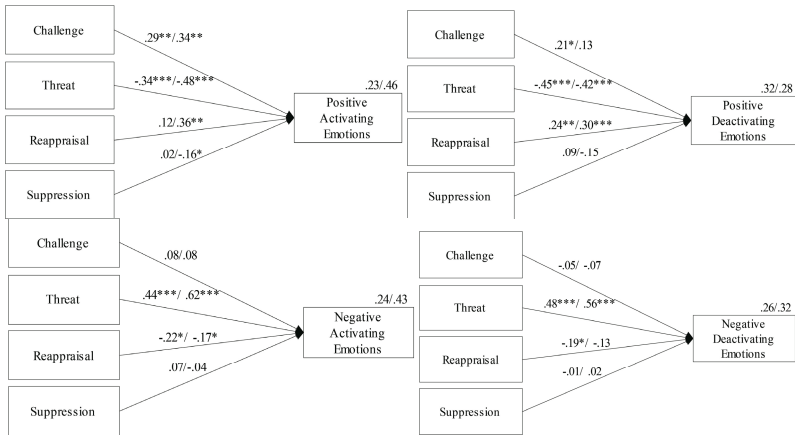 Challenge
.29**/.34**
Threat
-.34***/-.48***
.23/.46
Positive
Activating
Emotions
Reappraisal
.12/.36**
.02/-.16*
Suppression
Challenge
.21*/.13
Threat
-.45***/-.42***
.32/.28
Positive
Deactivating
Emotions
Reappraisal
.24**/.30***
.09/-.15
Suppression
Challenge
.08/.08
Threat
.44***/ .62***
.24/.43
Negative
Activating
Emotions
Reappraisal
-.22*/ -.17*
.07/-.04
Suppression
Challenge
-.05/ -.07
Threat
.48***/ .56***
.26/.32
Negative
Deactivating
Emotions
Reappraisal
-.19*/ -.13
-.01/ .02
Suppression